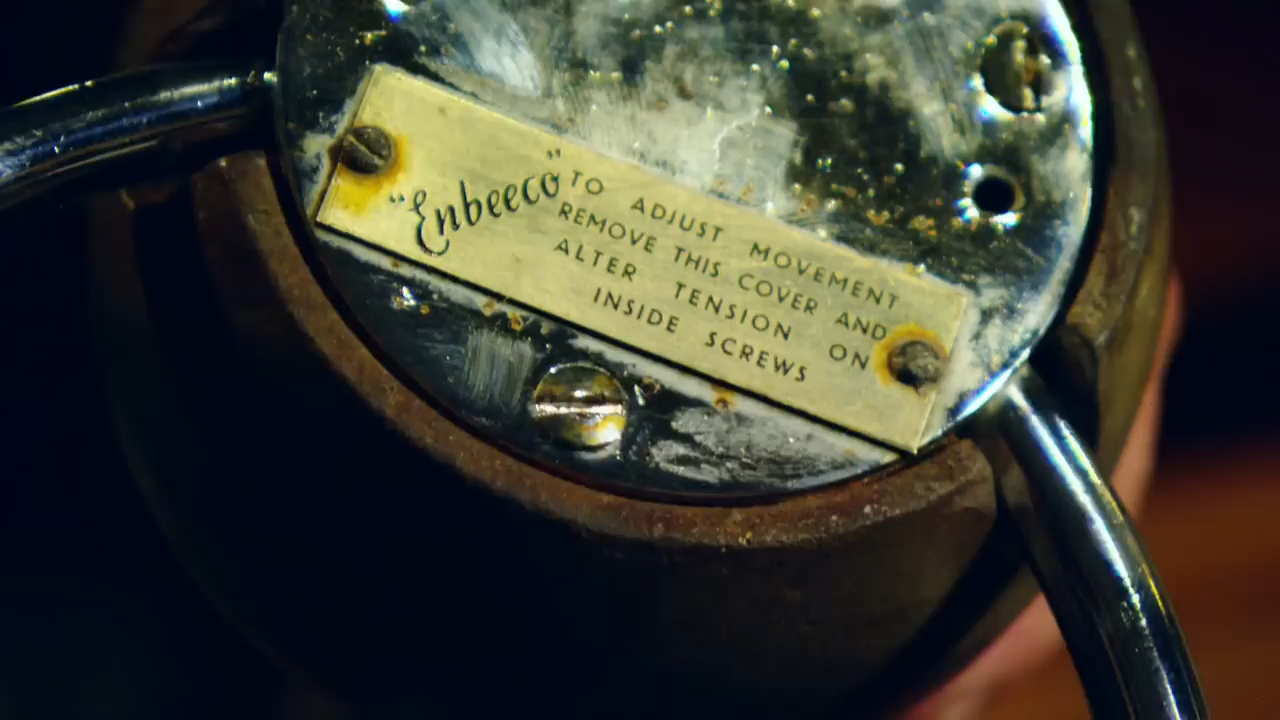 "Enbeeco"
TO ADJUST MOVEMENT
REMOVE THIS COVER AND
ALTER TENSION ON
INSIDE SCREWS